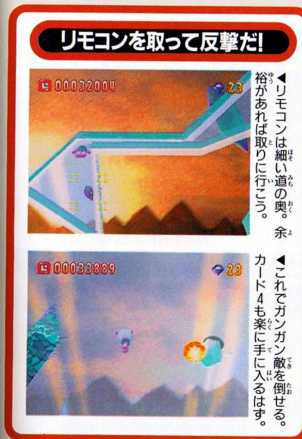 リモコンを取って反撃だ!
00032004
23
◀リモコンは細い道の奥。余
裕があれば取りに行こう。
00033889
23
◀これでガンガン敵を倒せる。
カード4も楽に手に入るはず。